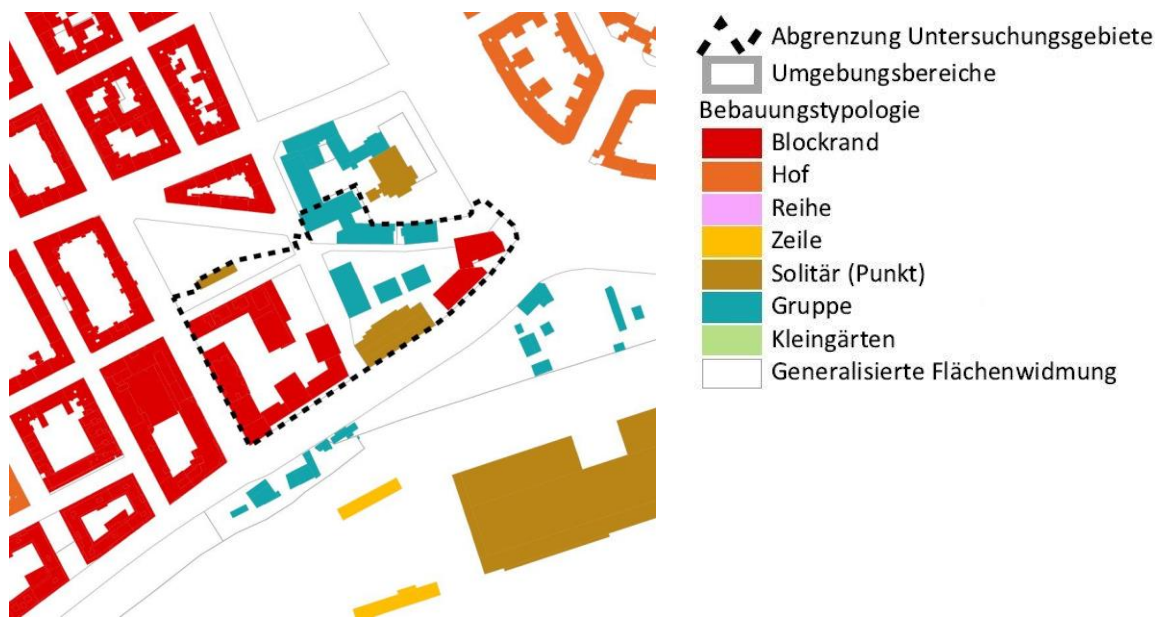 Abgrenzung Untersuchungsgebiete
Umgebungsbereiche
Bebauungstypologie
Blockrand
Hof
Reihe
Zeile
Solitär (Punkt)
Gruppe
Kleingärten
Generalisierte Flächenwidmung